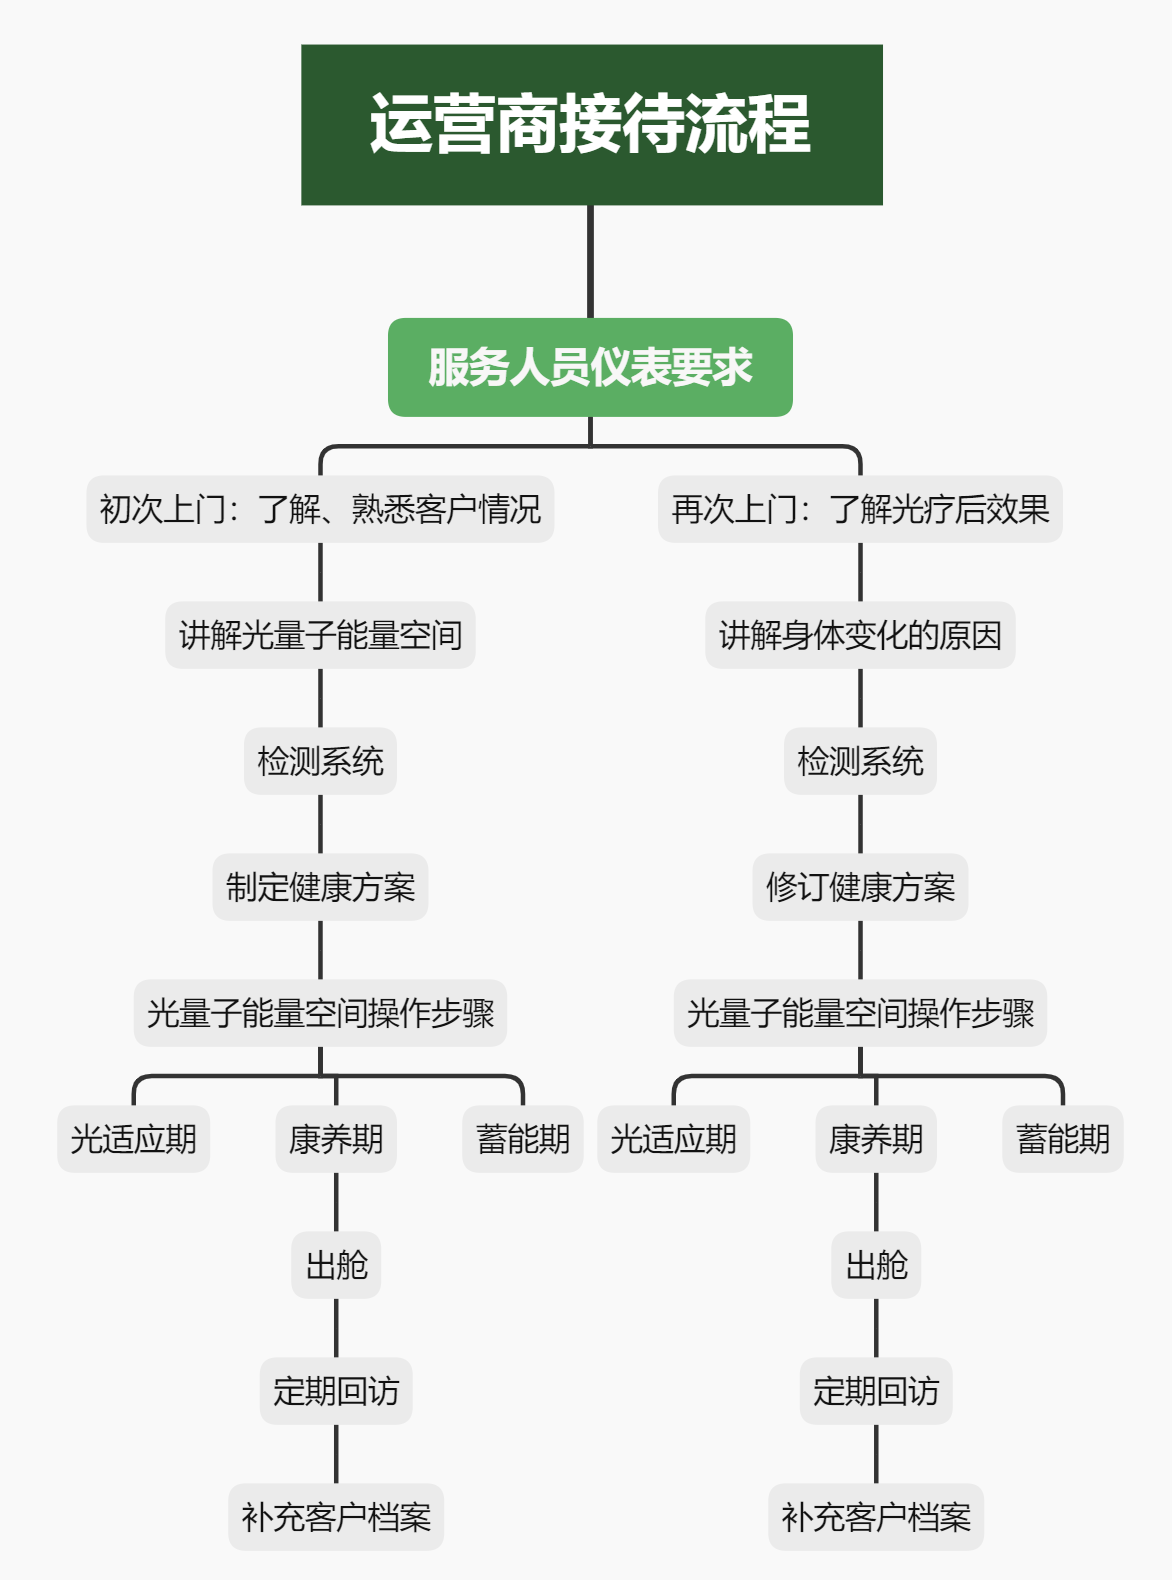 运营商接待流程
服务人员仪表要求
初次上门：了解、熟悉客户情况
再次上门：了解光疗后效果
讲解光量子能量空间
讲解身体变化的原因
检测系统
检测系统
制定健康方案
修订健康方案
光量子能量空间操作步骤
光量子能量空间操作步骤
光适应期
康养期
蓄能期
光适应期
康养期
蓄能期
出舱
出舱
定期回访
定期回访
补充客户档案
补充客户档案